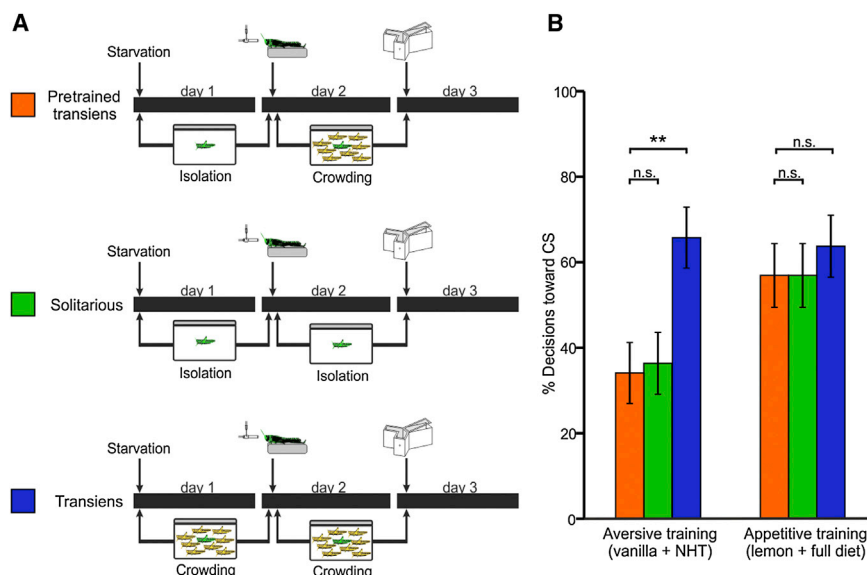 A
Starvation
day 1
day 2
day 3
Pretrained
transiens
Isolation
Crowding
Starvation
day 1
day 2
day 3
Solitarious
Isolation
Isolation
Starvation
day 1
day 2
day 3
Transiens
Crowding
Crowding
B
100
80
60
40
20
0
% Decisions toward CS
**
n.s.
n.s.
n.s.
Aversive training
(vanilla + NHT)
Appetitive training
(lemon + full diet)